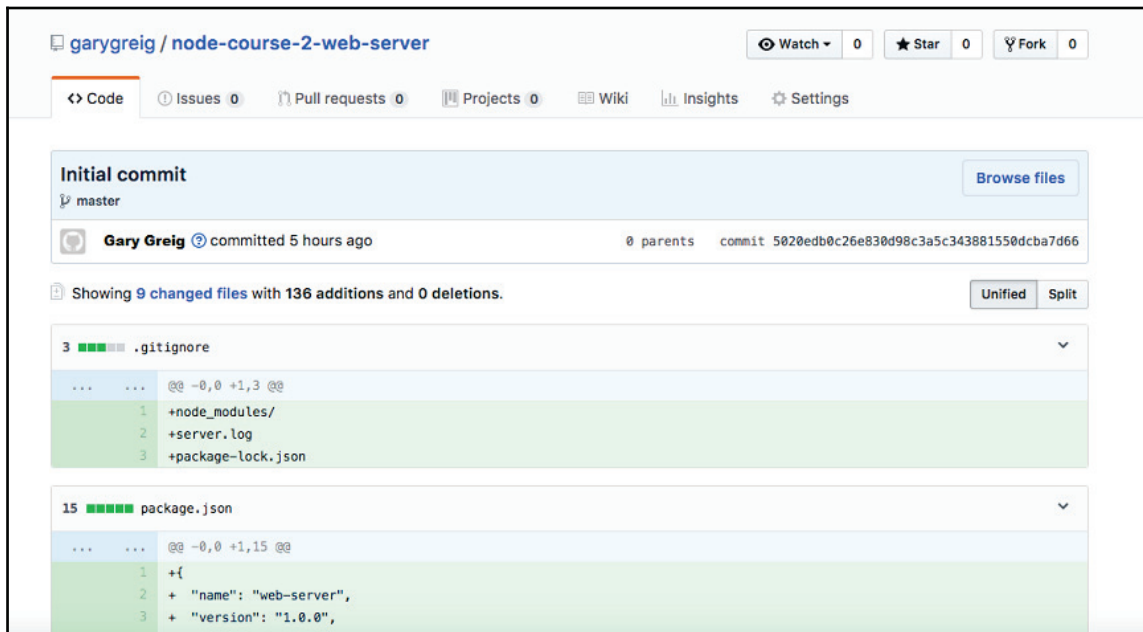 garygreig / node-course-2-web-server
Watch 0 Star 0 Fork 0
Code Issues 0 Pull requests 0 Projects 0 Wiki Insights Settings
Initial commit
Browse files
master
Gary Greig committed 5 hours ago 0 parents commit 5020edb0c26e830d98c3a5c343881550dcba7d66
Showing 9 changed files with 136 additions and 0 deletions. Unified Split
3 .gitignore
... ... @@ -0,0 +1,3 @@
1 +node_modules/
2 +server.log
3 +package-lock.json
15 package.json
... ... @@ -0,0 +1,15 @@
1 +{
2 + "name": "web-server",
3 + "version": "1.0.0",